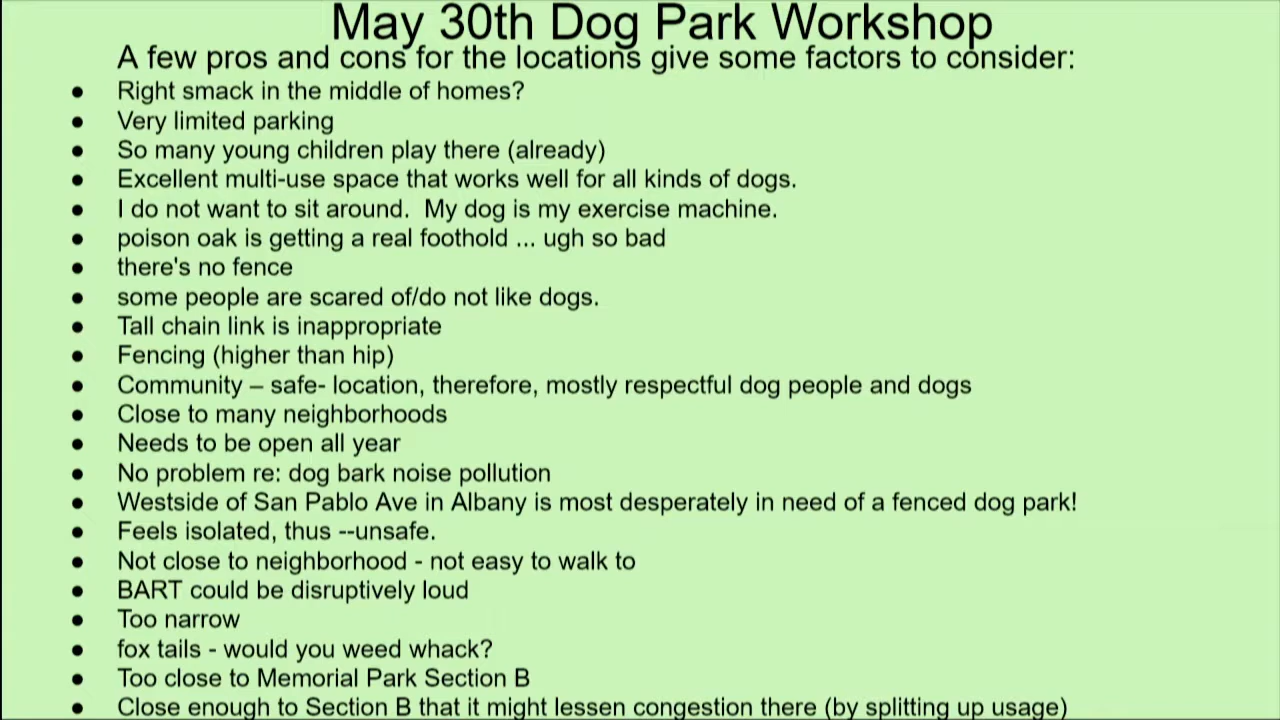 May 30th Dog Park Workshop
A few pros and cons for the locations give some factors to consider:
● Right smack in the middle of homes?
● Very limited parking
● So many young children play there (already)
● Excellent multi-use space that works well for all kinds of dogs.
● I do not want to sit around.  My dog is my exercise machine.
● poison oak is getting a real foothold ... ugh so bad
● there's no fence
● some people are scared of/do not like dogs.
● Tall chain link is inappropriate
● Fencing (higher than hip)
● Community – safe- location, therefore, mostly respectful dog people and dogs
● Close to many neighborhoods
● Needs to be open all year
● No problem re: dog bark noise pollution
● Westside of San Pablo Ave in Albany is most desperately in need of a fenced dog park!
● Feels isolated, thus --unsafe.
● Not close to neighborhood - not easy to walk to
● BART could be disruptively loud
● Too narrow
● fox tails - would you weed whack?
● Too close to Memorial Park Section B
● Close enough to Section B that it might lessen congestion there (by splitting up usage)